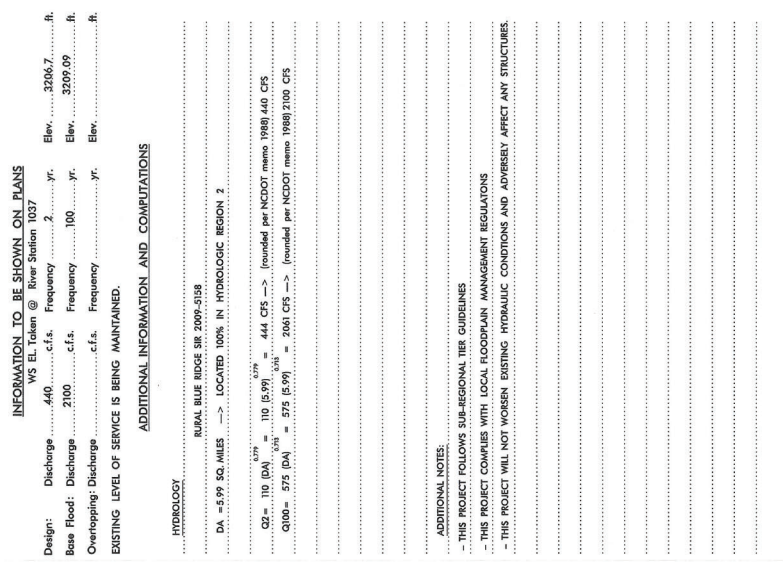 INFORMATION TO BE SHOWN ON PLANS
WS EL. Taken @ River Station 1037
Design: Discharge 440 c.f.s. Frequency 2 yr. Elev. 3206.7 ft.
Base Flood: Discharge 2100 c.f.s. Frequency 100 yr. Elev. 3209.09 ft.
Overtopping: Discharge c.f.s. Frequency yr. Elev. ft.
EXISTING LEVEL OF SERVICE IS BEING MAINTAINED.
ADDITIONAL INFORMATION AND COMPUTATIONS
HYDROLOGY
RURAL BLUE RIDGE SIR 2009-5158
DA =5.99 SQ. MILES —> LOCATED 100% IN HYDROLOGIC REGION 2
Q2= 110 (DA)^0.779 = 110 (5.99)^0.779 = 444 CFS —> (rounded per NCDOT memo 1988) 440 CFS
Q100= 575 (DA)^0.713 = 575 (5.99)^0.713 = 2061 CFS —> (rounded per NCDOT memo 1988) 2100 CFS
ADDITIONAL NOTES:
- THIS PROJECT FOLLOWS SUB-REGIONAL TIER GUIDELINES
- THIS PROJECT COMPLIES WITH LOCAL FLOODPLAIN MANAGEMENT REGULATONS
- THIS PROJECT WILL NOT WORSEN EXISTING HYDRAULIC CONDTIONS AND ADVERSELY AFFECT ANY STRUCTURES.